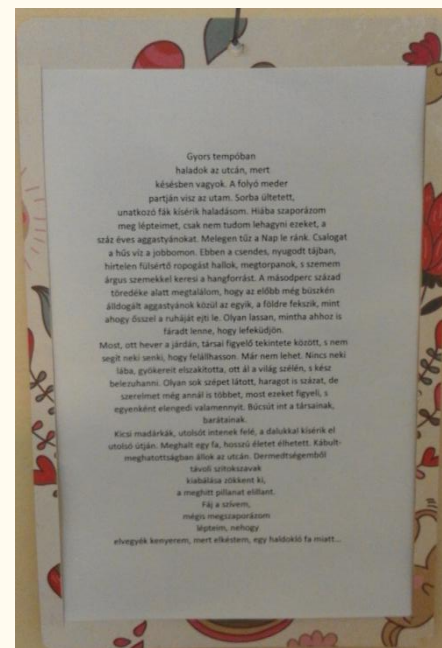 Gyors tempóban
haladok az utcán, mert
késésben vagyok. A folyó meder
partján visz az utam. Sorba ültetett,
unatkozó fák kísérik haladásom. Hiába szaporázom
meg lépteimet, csak nem tudom lehagyni ezeket, a
száz éves aggastyánokat. Melegen tűz a Nap le ránk. Csalogat
a hűs víz a jobbomon. Ebben a csendes, nyugodt tájban,
hirtelen fülsértő ropogást hallok, megtorpanok, s szemem
árgus szemekkel keresi a hangforrást. A másodperc század
töredéke alatt megtalálom, hogy az előbb még büszkén
álldogált aggastyánok közül az egyik, a földre fekszik, mint
ahogy ősszel a ruháját ejti le. Olyan lassan, mintha ahhoz is
fáradt lenne, hogy lefeküdjön.
Most, ott hever a járdán, társai figyelő tekintete között, s nem
segít neki senki, hogy felállhasson. Már nem lehet. Nincs neki
lába, gyökereit elszakította, ott ál a világ szélén, s kész
belezuhanni. Olyan sok szépet látott, haragot is százat, de
szerelmet még annál is többet, most ezeket figyeli, s
egyenként elengedi valamennyit. Búcsút int a társainak,
barátainak.
Kicsi madárkák, utolsót intenek felé, a dalukkal kísérik el
utolsó útján. Meghalt egy fa, hosszú életet élhetett. Kábult-
meghatottságban állok az utcán. Dermedtségemből
távoli szitokszavak
kiabálása zökkent ki,
a meghitt pillanat elillant.
Fáj a szívem,
mégis megszaporázom
lépteim, nehogy
elvegyék kenyerem, mert elkéstem, egy haldokló fa miatt...